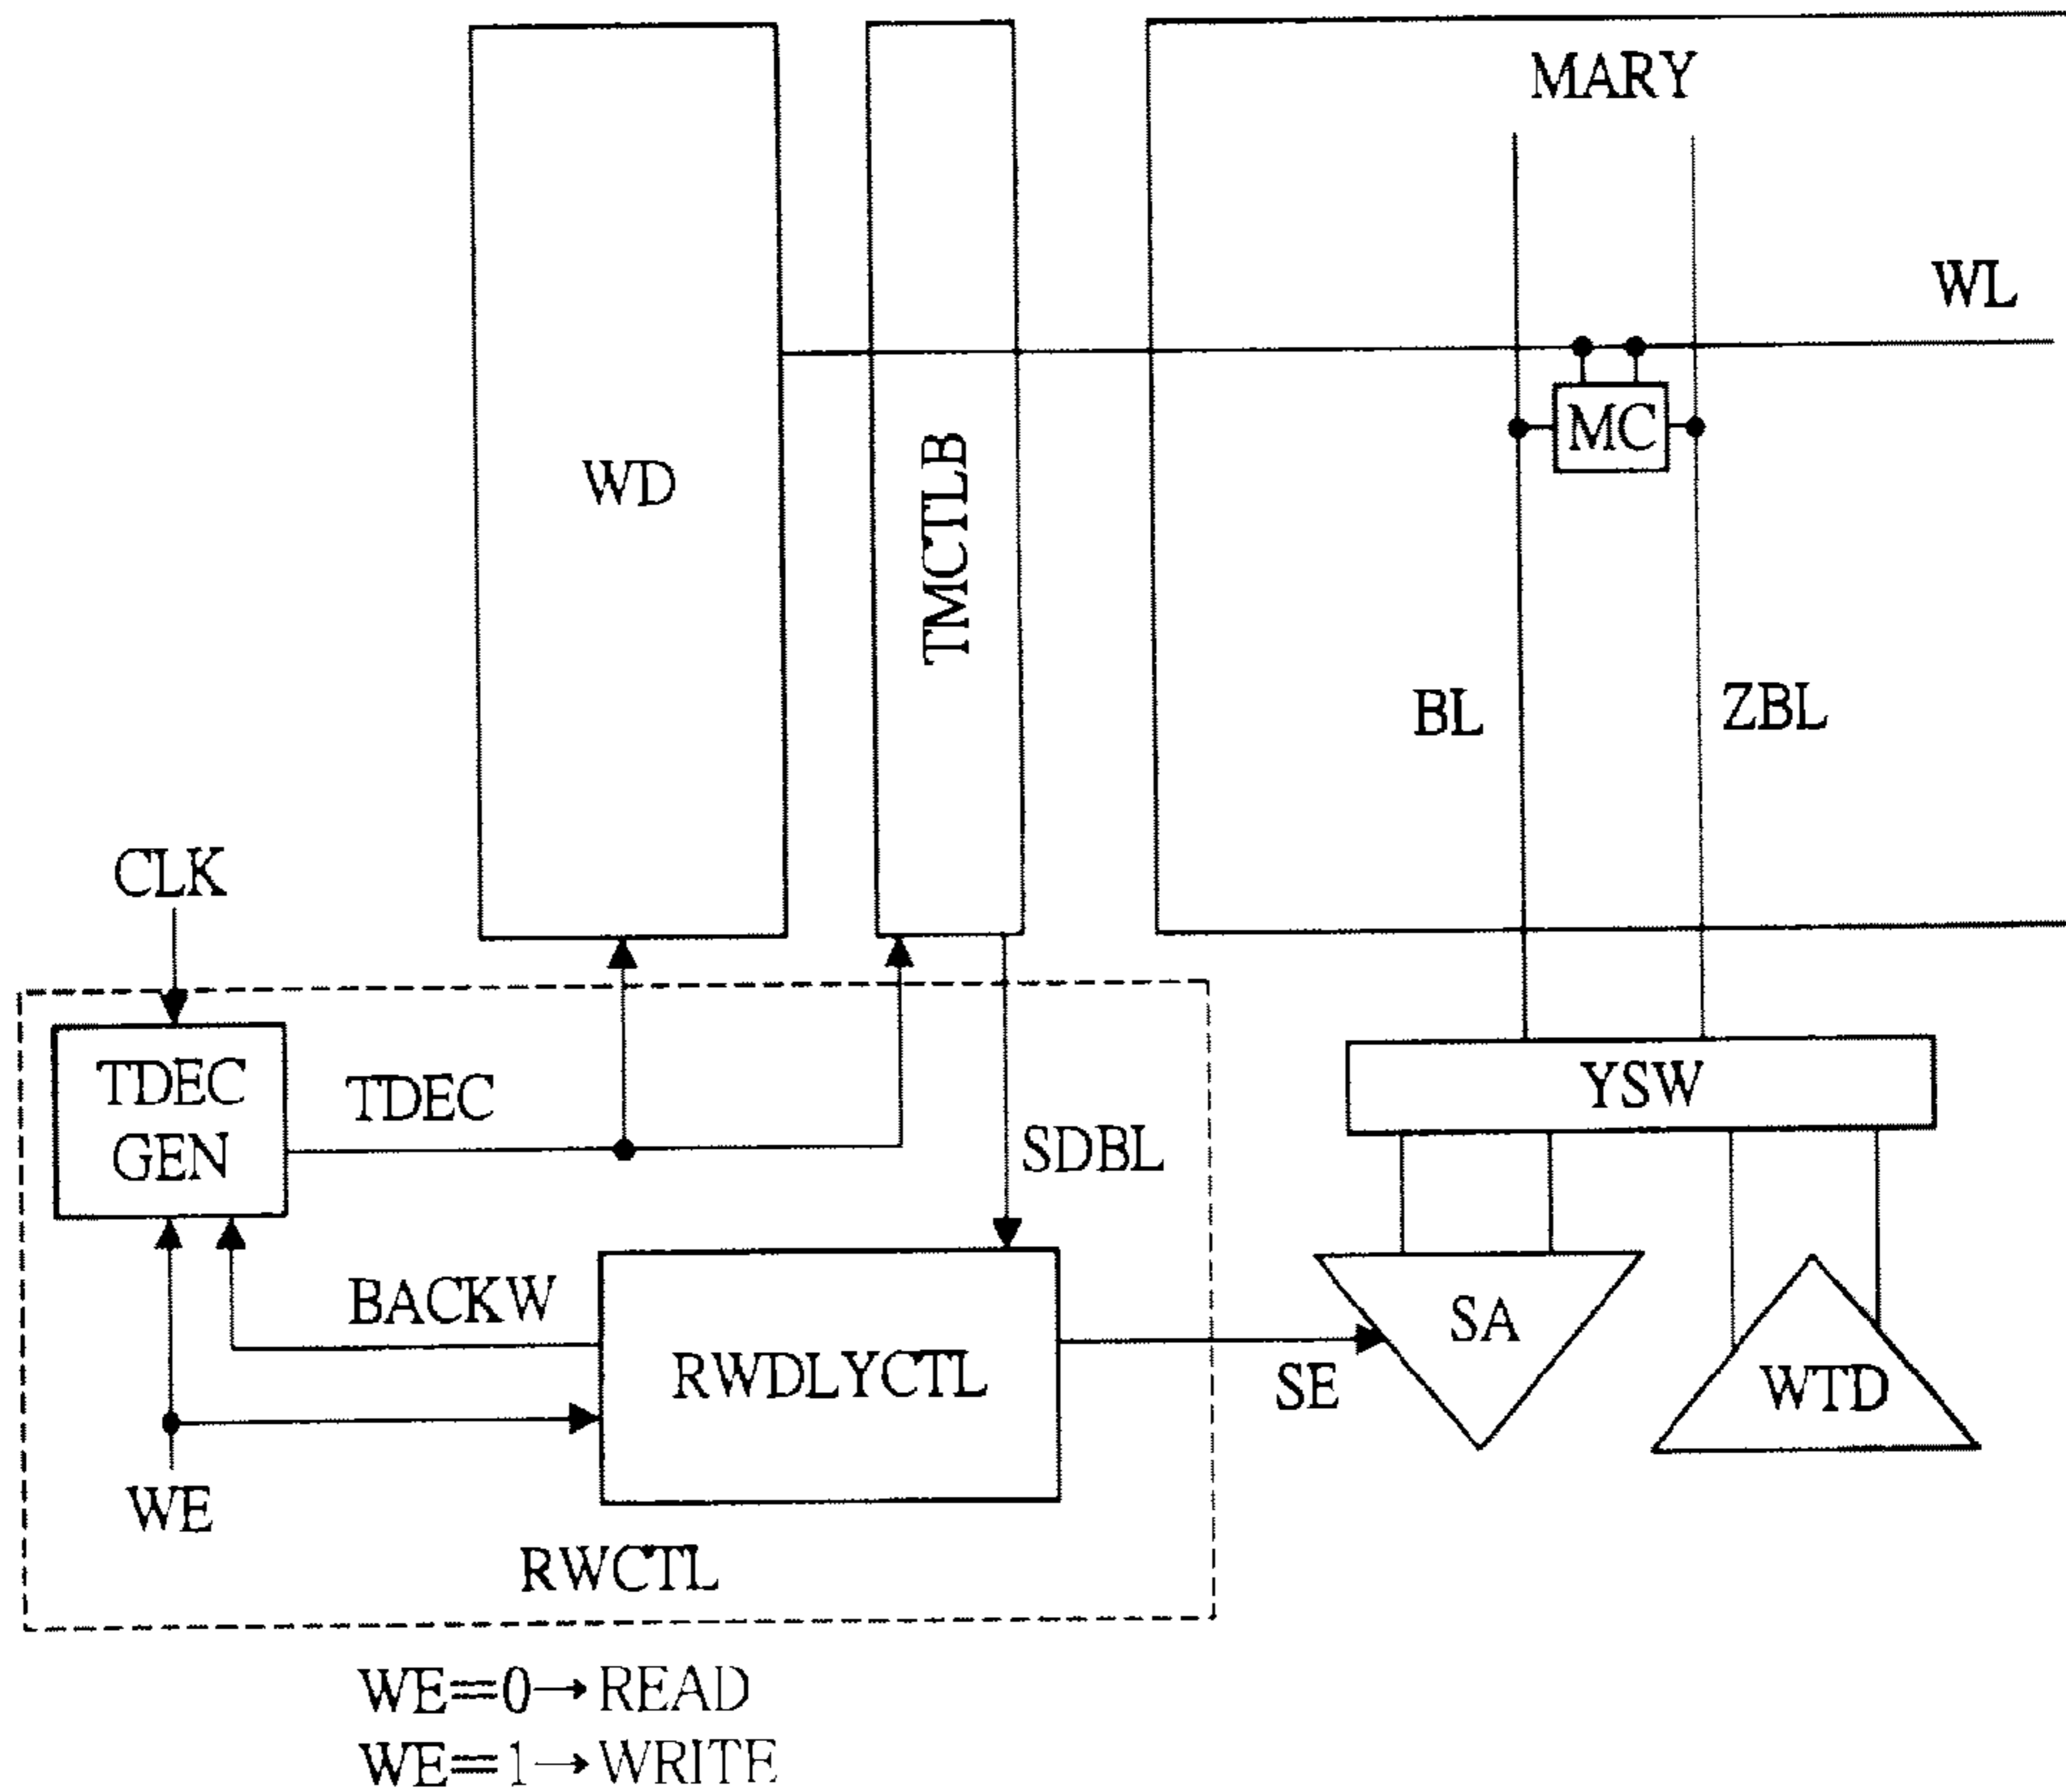 MARY
WL
MC
WD
TMCTLB
BL
ZBL
CLK
TDEC
GEN
TDEC
SDBL
YSW
BACKW
RWDLYCTL
SE
SA
WTD
WE
RWCTL
WE=0→READ
WE=1→WRITE